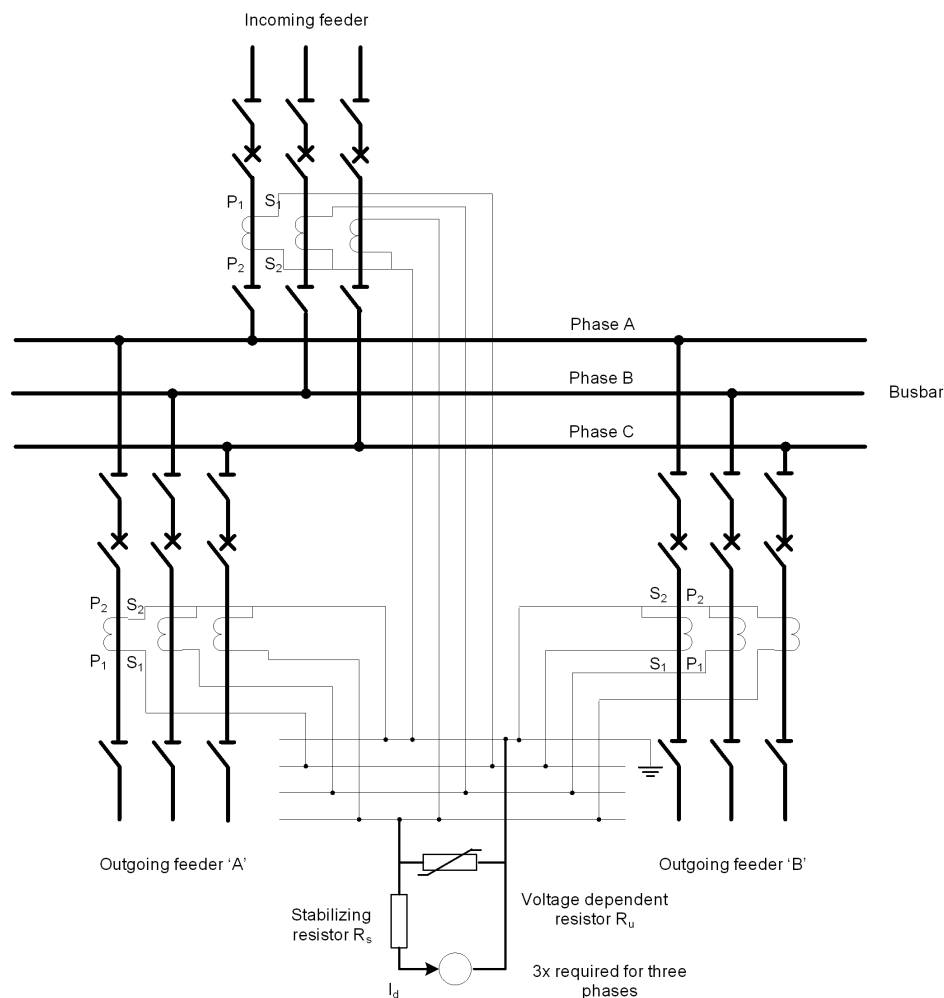 Incoming feeder
P₁ S₁
P₂ S₂
Phase A
Phase B
Busbar
Phase C
P₂ S₂
P₁ S₁
S₂ P₂
S₁ P₁
Outgoing feeder ‘A’
Outgoing feeder ‘B’
Voltage dependent
resistor Rᵤ
Stabilizing
resistor Rₛ
I_d
3x required for three
phases